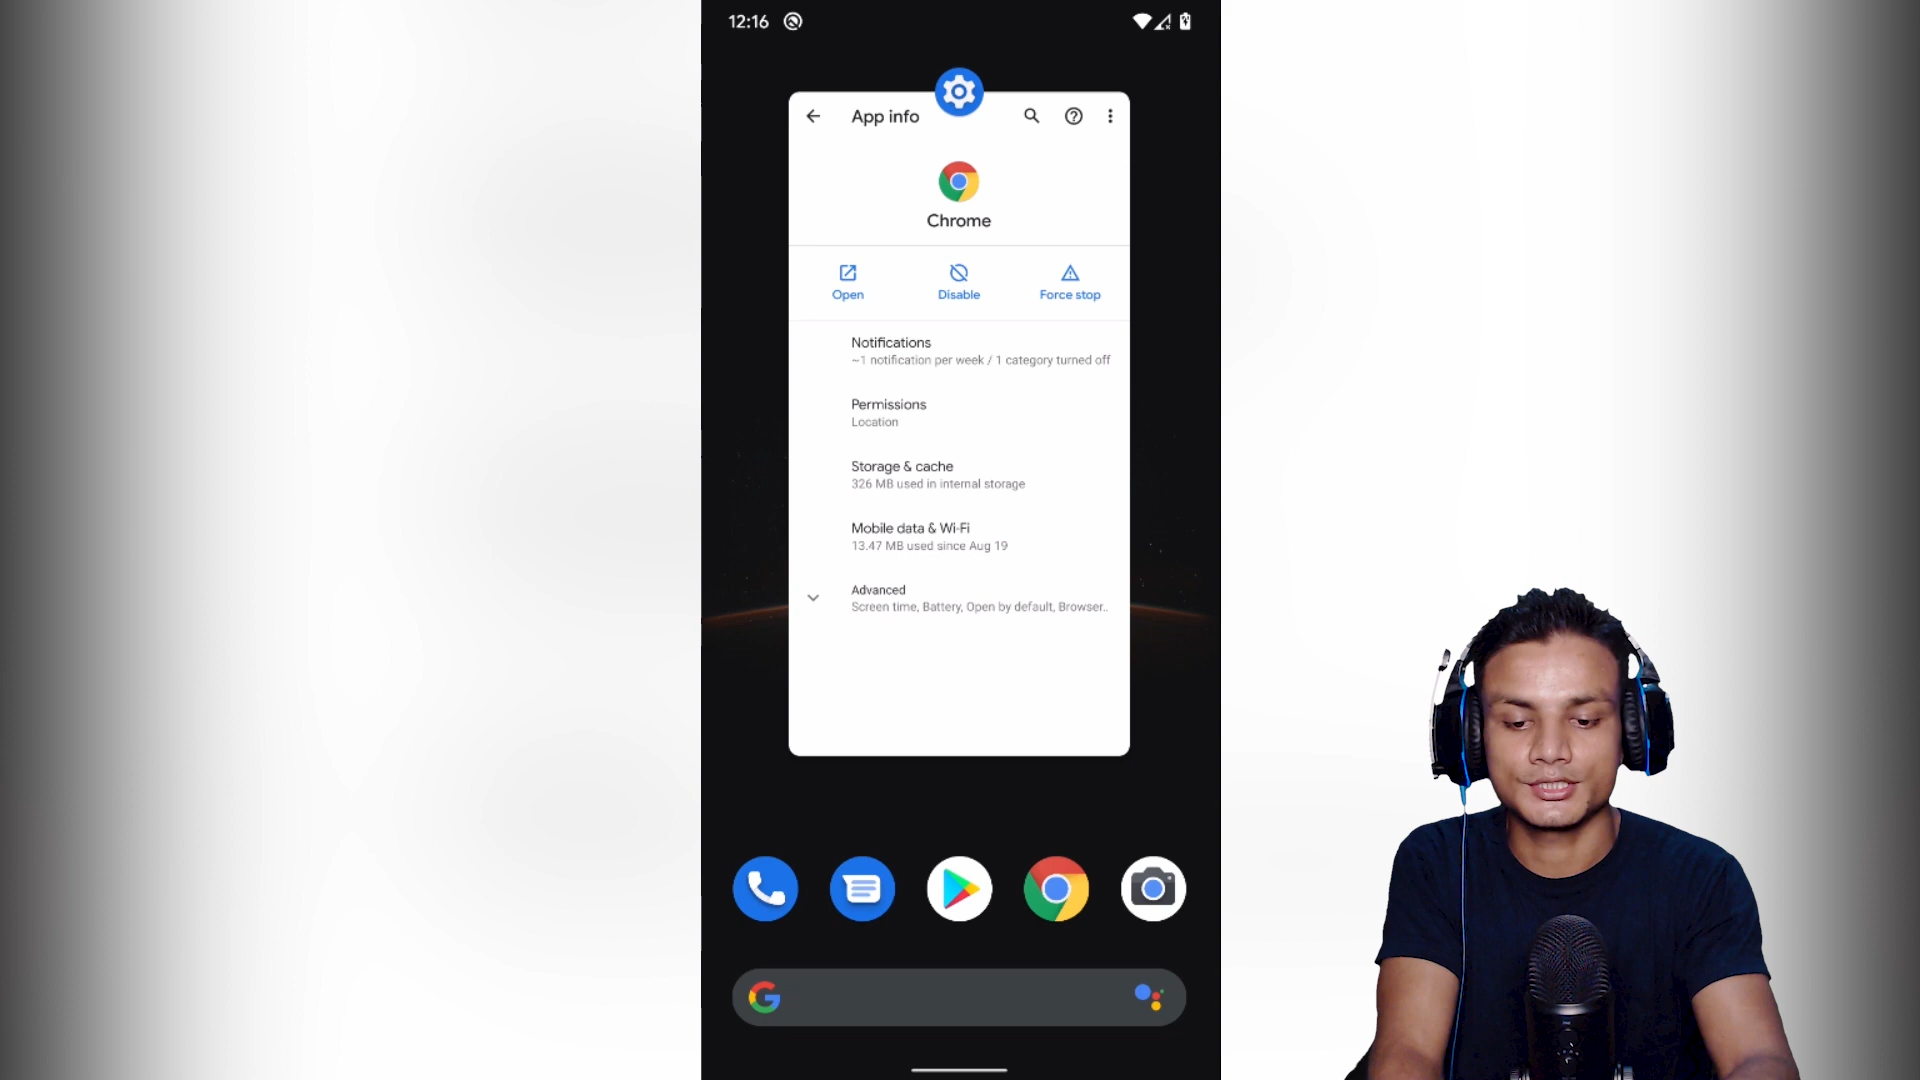 12:16
App info
Chrome
Open
Disable
Force stop
Notifications
~1 notification per week / 1 category turned off
Permissions
Location
Storage & cache
326 MB used in internal storage
Mobile data & Wi-Fi
13.47 MB used since Aug 19
Advanced
Screen time, Battery, Open by default, Browser..